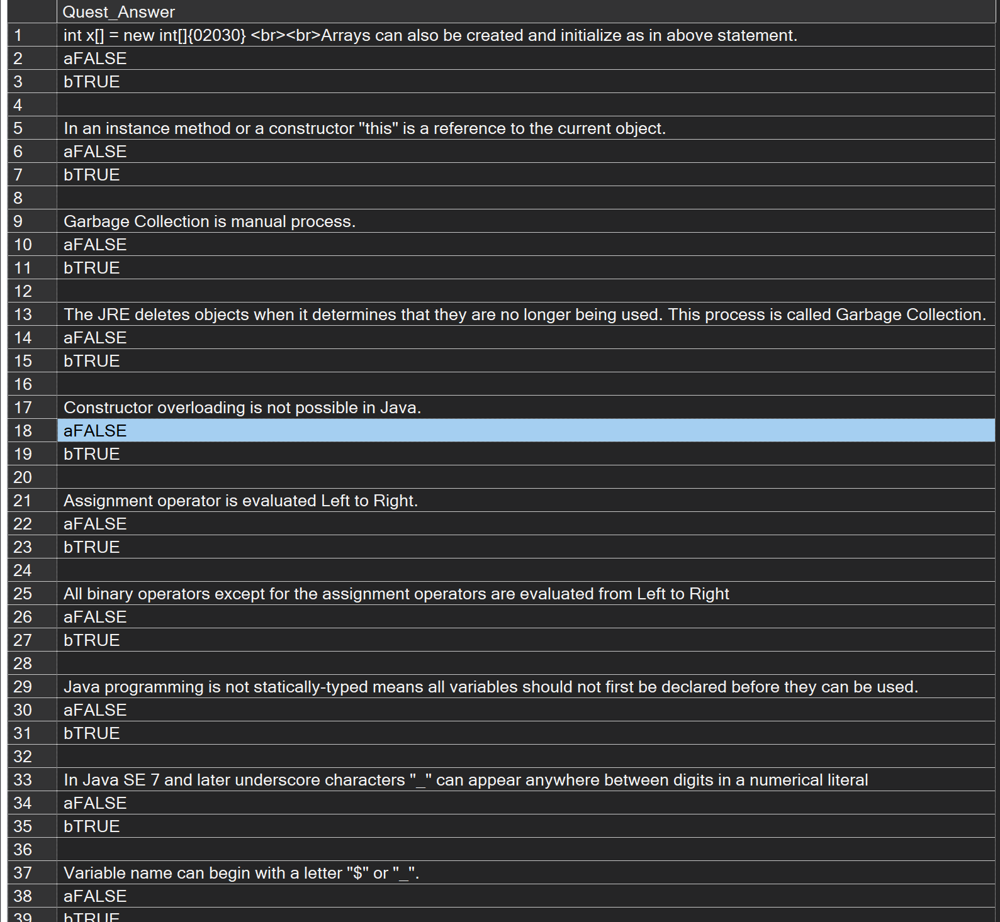 Quest_Answer
1 int x[] = new int[]{02030} <br><br>Arrays can also be created and initialize as in above statement.
2 aFALSE
3 bTRUE
4
5 In an instance method or a constructor "this" is a reference to the current object.
6 aFALSE
7 bTRUE
8
9 Garbage Collection is manual process.
10 aFALSE
11 bTRUE
12
13 The JRE deletes objects when it determines that they are no longer being used. This process is called Garbage Collection.
14 aFALSE
15 bTRUE
16
17 Constructor overloading is not possible in Java.
18 aFALSE
19 bTRUE
20
21 Assignment operator is evaluated Left to Right.
22 aFALSE
23 bTRUE
24
25 All binary operators except for the assignment operators are evaluated from Left to Right
26 aFALSE
27 bTRUE
28
29 Java programming is not statically-typed means all variables should not first be declared before they can be used.
30 aFALSE
31 bTRUE
32
33 In Java SE 7 and later underscore characters "_" can appear anywhere between digits in a numerical literal
34 aFALSE
35 bTRUE
36
37 Variable name can begin with a letter "$" or "_".
38 aFALSE
39 bTRUE